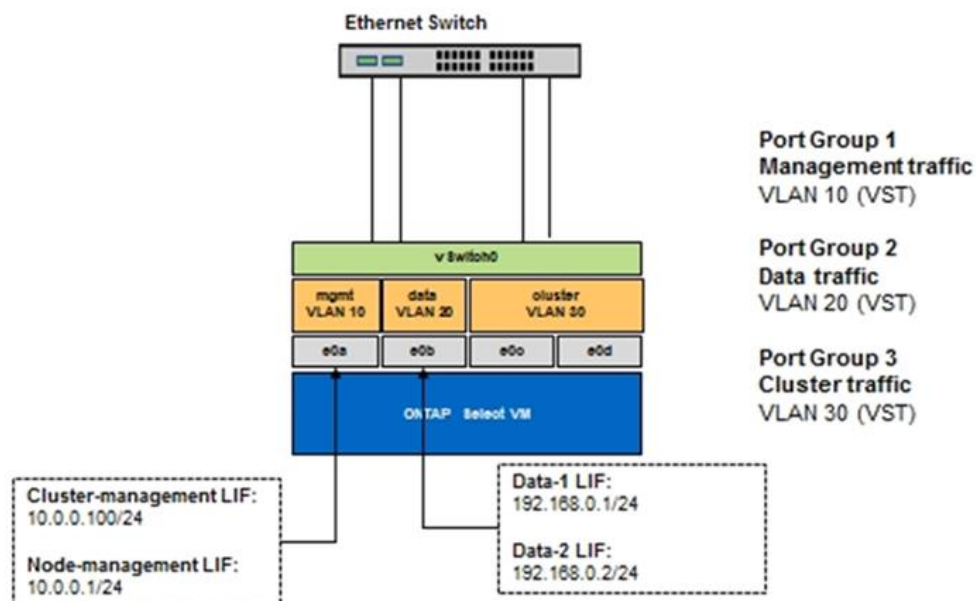 Ethernet Switch
Port Group 1
Management traffic
VLAN 10 (VST)
Port Group 2
Data traffic
VLAN 20 (VST)
Port Group 3
Cluster traffic
VLAN 30 (VST)
vSwitch0
mgmt
VLAN 10
data
VLAN 20
cluster
VLAN 30
e0a
e0b
e0c
e0d
ONTAP Select VM
Cluster-management LIF:
10.0.0.100/24
Node-management LIF:
10.0.0.1/24
Data-1 LIF:
192.168.0.1/24
Data-2 LIF:
192.168.0.2/24